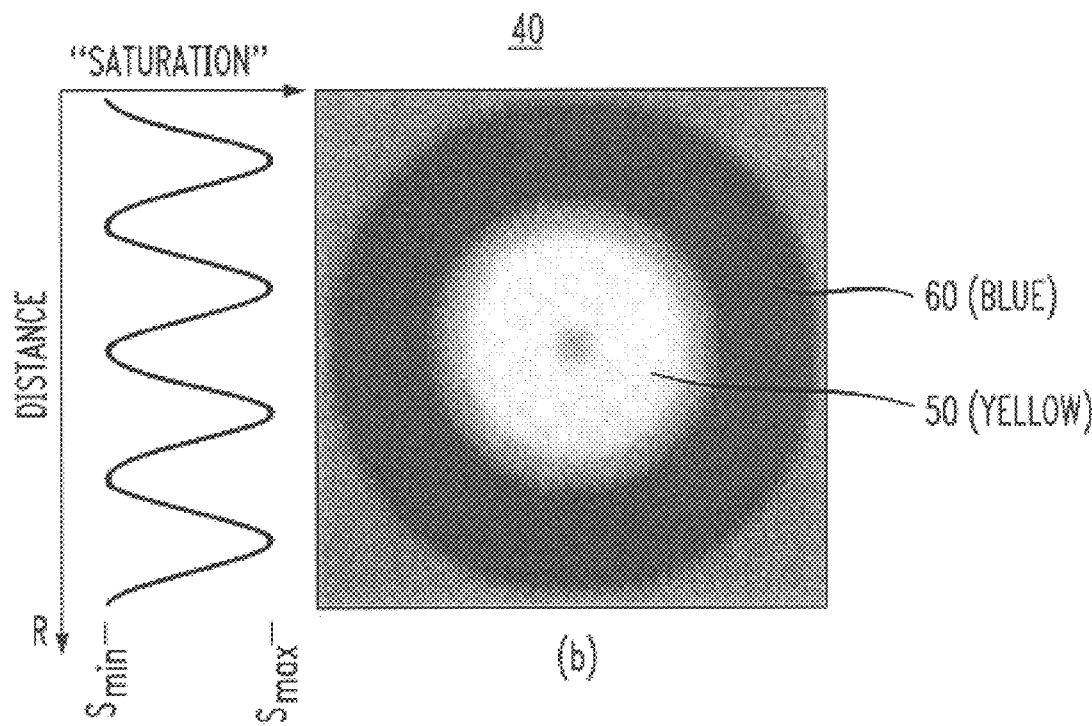 40
“SATURATION”
DISTANCE
60 (BLUE)
50 (YELLOW)
R
Smin
Smax
(b)